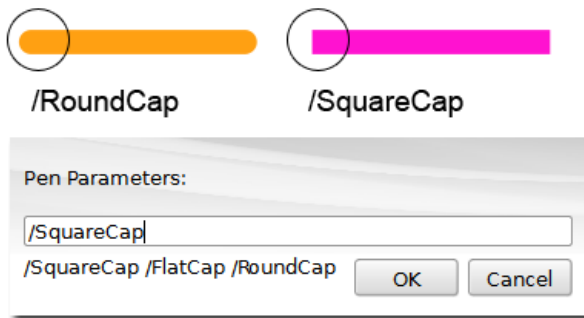 /RoundCap /SquareCap
Pen Parameters:
/SquareCap
/SquareCap /FlatCap /RoundCap OK Cancel